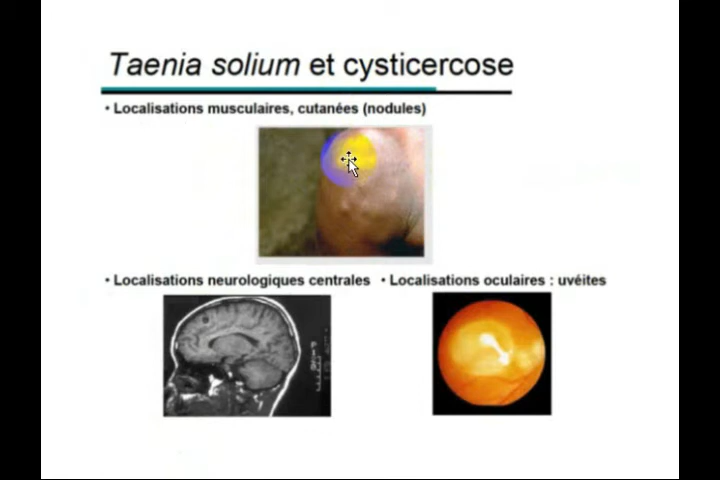 Taenia solium et cysticercose
• Localisations musculaires, cutanées (nodules)
• Localisations neurologiques centrales
• Localisations oculaires : uvéites